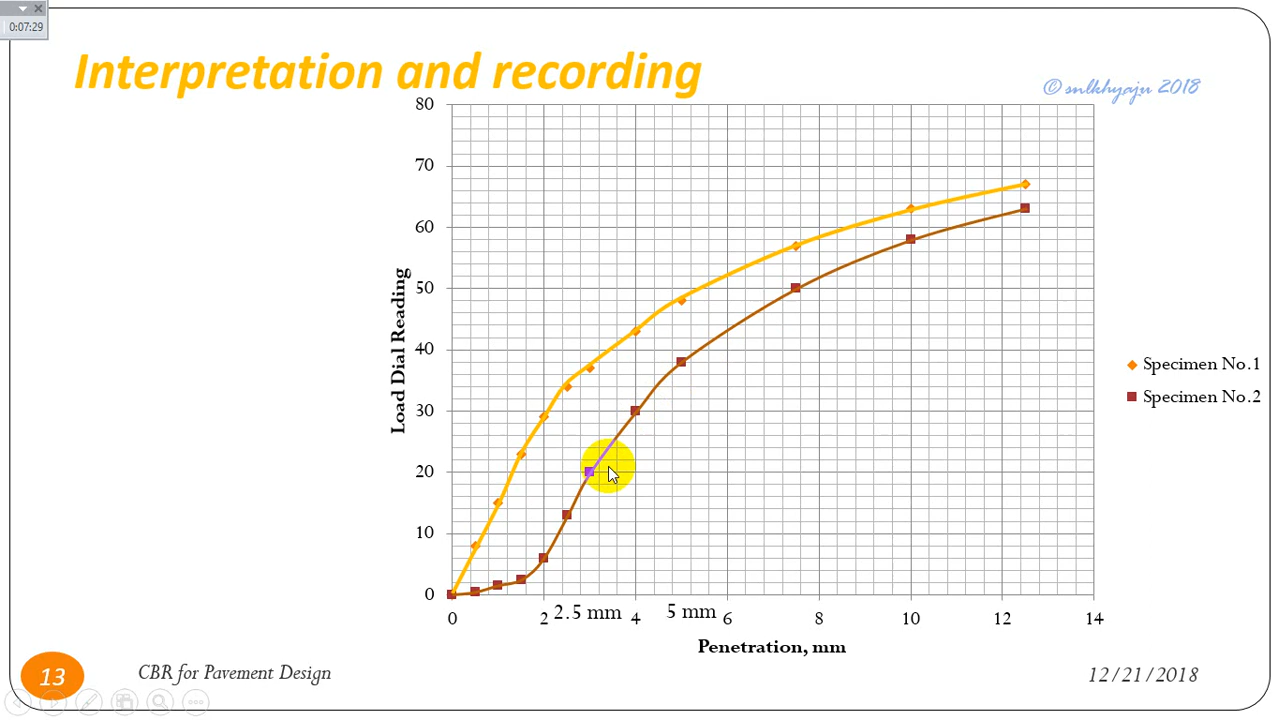 0:07:29
Interpretation and recording
© snlkhyaju 2018
80
70
60
50
40
30
20
10
0
Load Dial Reading
0 2 2.5 mm 4 5 mm 6 8 10 12 14
Penetration, mm
Specimen No.1
Specimen No.2
13
CBR for Pavement Design
12/21/2018